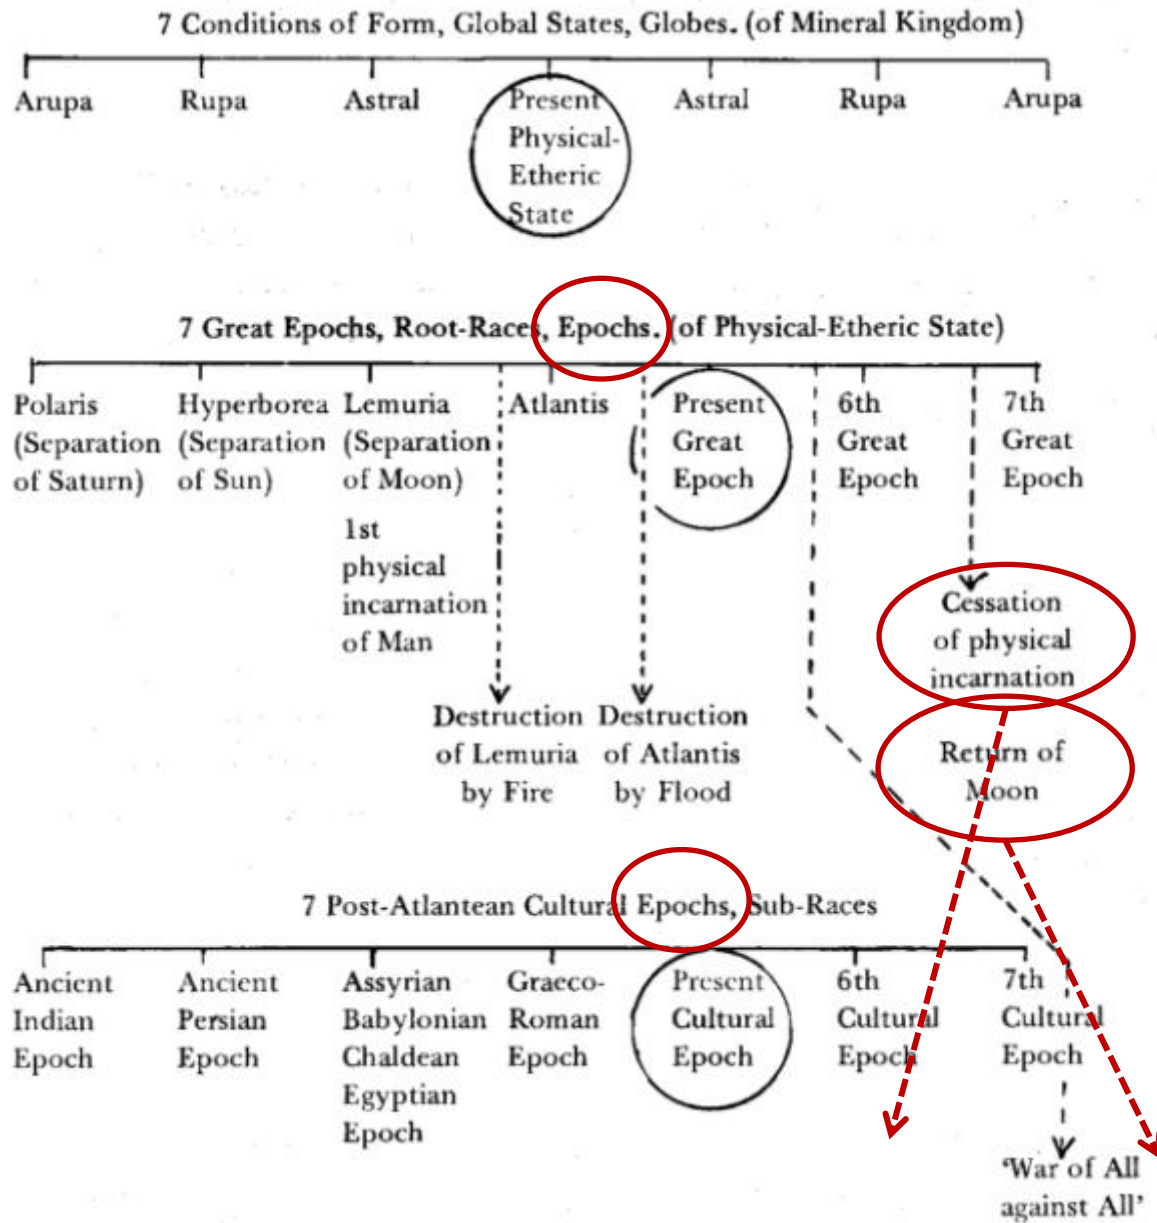 7 Conditions of Form, Global States, Globes. (of Mineral Kingdom)
Arupa Rupa Astral Present Astral Rupa Arupa
Physical-
Etheric
State
7 Great Epochs, Root-Races, Epochs. (of Physical-Etheric State)
Polaris Hyperborea Lemuria Atlantis Present 6th 7th
(Separation (Separation (Separation Great Great Great
of Saturn) of Sun) of Moon) Epoch Epoch Epoch
1st
physical
incarnation
of Man
Cessation
of physical
incarnation
Destruction Destruction
of Lemuria of Atlantis
by Fire by Flood
Return of
Moon
7 Post-Atlantean Cultural Epochs, Sub-Races
Ancient Ancient Assyrian Graeco- Present 6th 7th
Indian Persian Babylonian Roman Cultural Cultural Cultural
Epoch Epoch Chaldean Epoch Epoch Epoch Epoch
Egyptian
Epoch
'War of All
against All'